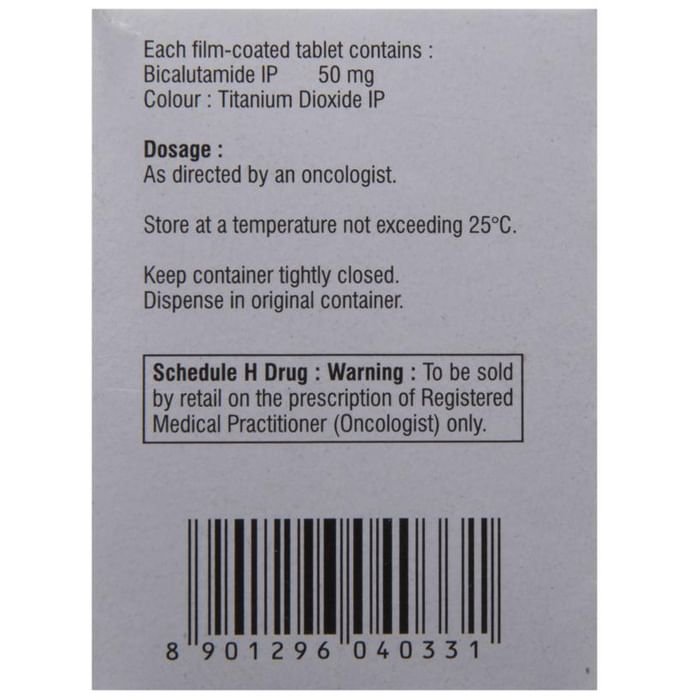 Each film-coated tablet contains :
Bicalutamide IP 50 mg
Colour : Titanium Dioxide IP
Dosage :
As directed by an oncologist.
Store at a temperature not exceeding 25°C.
Keep container tightly closed.
Dispense in original container.
Schedule H Drug : Warning : To be sold
by retail on the prescription of Registered
Medical Practitioner (Oncologist) only.
8 901296 040331